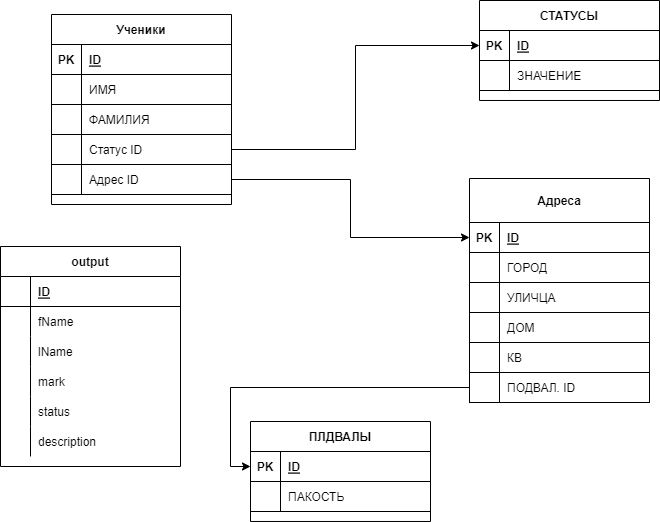 Ученики
PK ID
ИМЯ
ФАМИЛИЯ
Статус ID
Адрес ID
СТАТУСЫ
PK ID
ЗНАЧЕНИЕ
Адреса
PK ID
ГОРОД
УЛИЧЦА
ДОМ
КВ
ПОДВАЛ. ID
output
ID
fName
lName
mark
status
description
ПЛДВАЛЫ
PK ID
ПАКОСТЬ